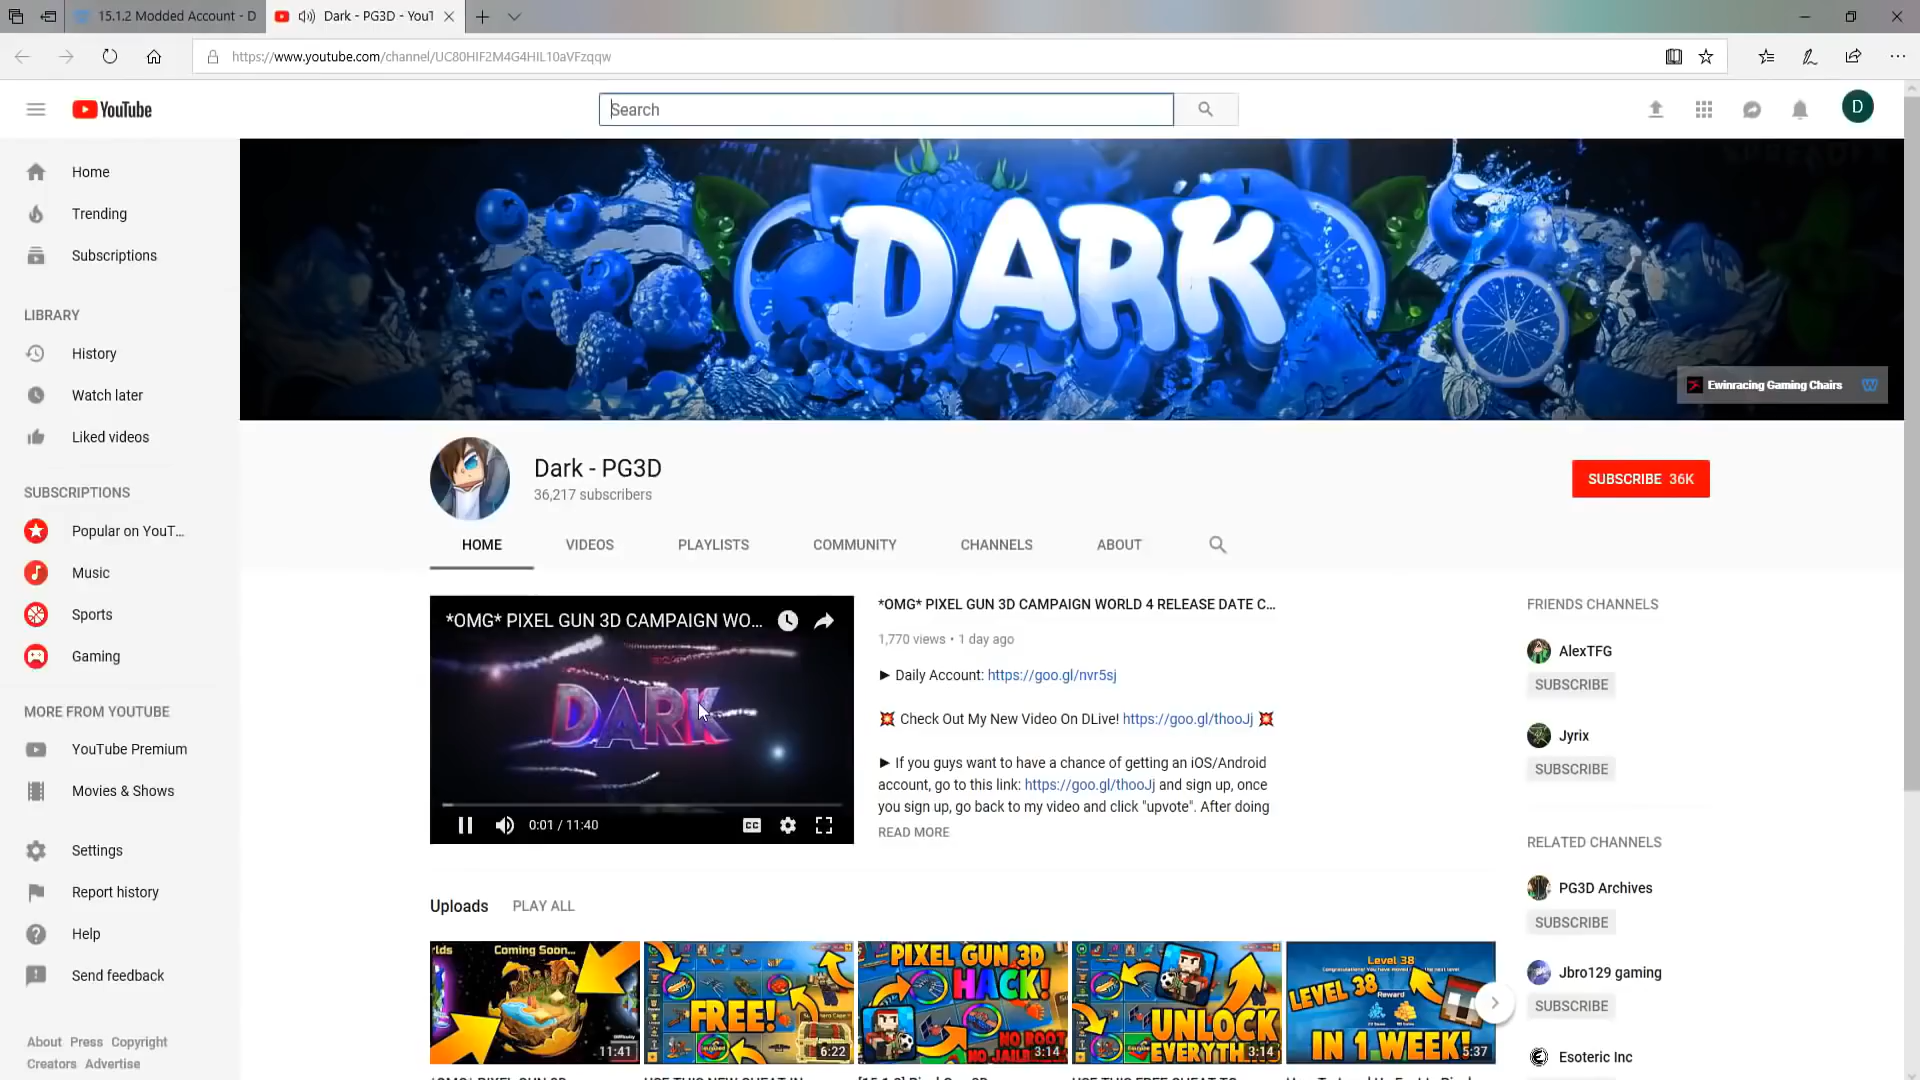 15.1.2 Modded Account - D
Dark - PG3D - YouT
https://www.youtube.com/channel/UC80HIF2M4G4HIL10aVFzqqw
YouTube
Search
D
Home
Trending
Subscriptions
LIBRARY
History
Watch later
Liked videos
SUBSCRIPTIONS
Popular on YouT...
Music
Sports
Gaming
MORE FROM YOUTUBE
YouTube Premium
Movies & Shows
Settings
Report history
Help
Send feedback
About Press Copyright
Creators Advertise
DARK
Ewinracing Gaming Chairs
Dark - PG3D
36,217 subscribers
SUBSCRIBE 36K
HOME VIDEOS PLAYLISTS COMMUNITY CHANNELS ABOUT
*OMG* PIXEL GUN 3D CAMPAIGN WO...
DARK
0:01 / 11:40
CC
*OMG* PIXEL GUN 3D CAMPAIGN WORLD 4 RELEASE DATE C...
1,770 views • 1 day ago
► Daily Account: https://goo.gl/nvr5sj
💥 Check Out My New Video On DLive! https://goo.gl/thooJj 💥
► If you guys want to have a chance of getting an iOS/Android
account, go to this link: https://goo.gl/thooJj and sign up, once
you sign up, go back to my video and click "upvote". After doing
READ MORE
FRIENDS CHANNELS
AlexTFG
SUBSCRIBE
Jyrix
SUBSCRIBE
RELATED CHANNELS
PG3D Archives
SUBSCRIBE
Jbro129 gaming
SUBSCRIBE
Esoteric Inc
Uploads PLAY ALL
rlds Coming Soon...
11:41
FREE!
6:22
PIXEL GUN 3D
HACK!
NO ROOT
NO JAILB
3:14
UNLOCK
EVERYTH
3:14
Level 38
Reward
LEVEL 38
IN 1 WEEK!
5:37